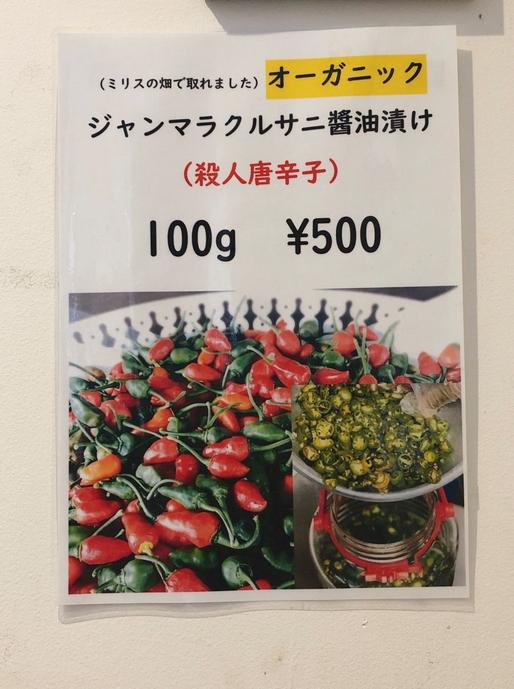 （ミリスの畑で取れました）オーガニック
ジャンマラクルサニ醬油漬け
（殺人唐辛子）
100g ¥500